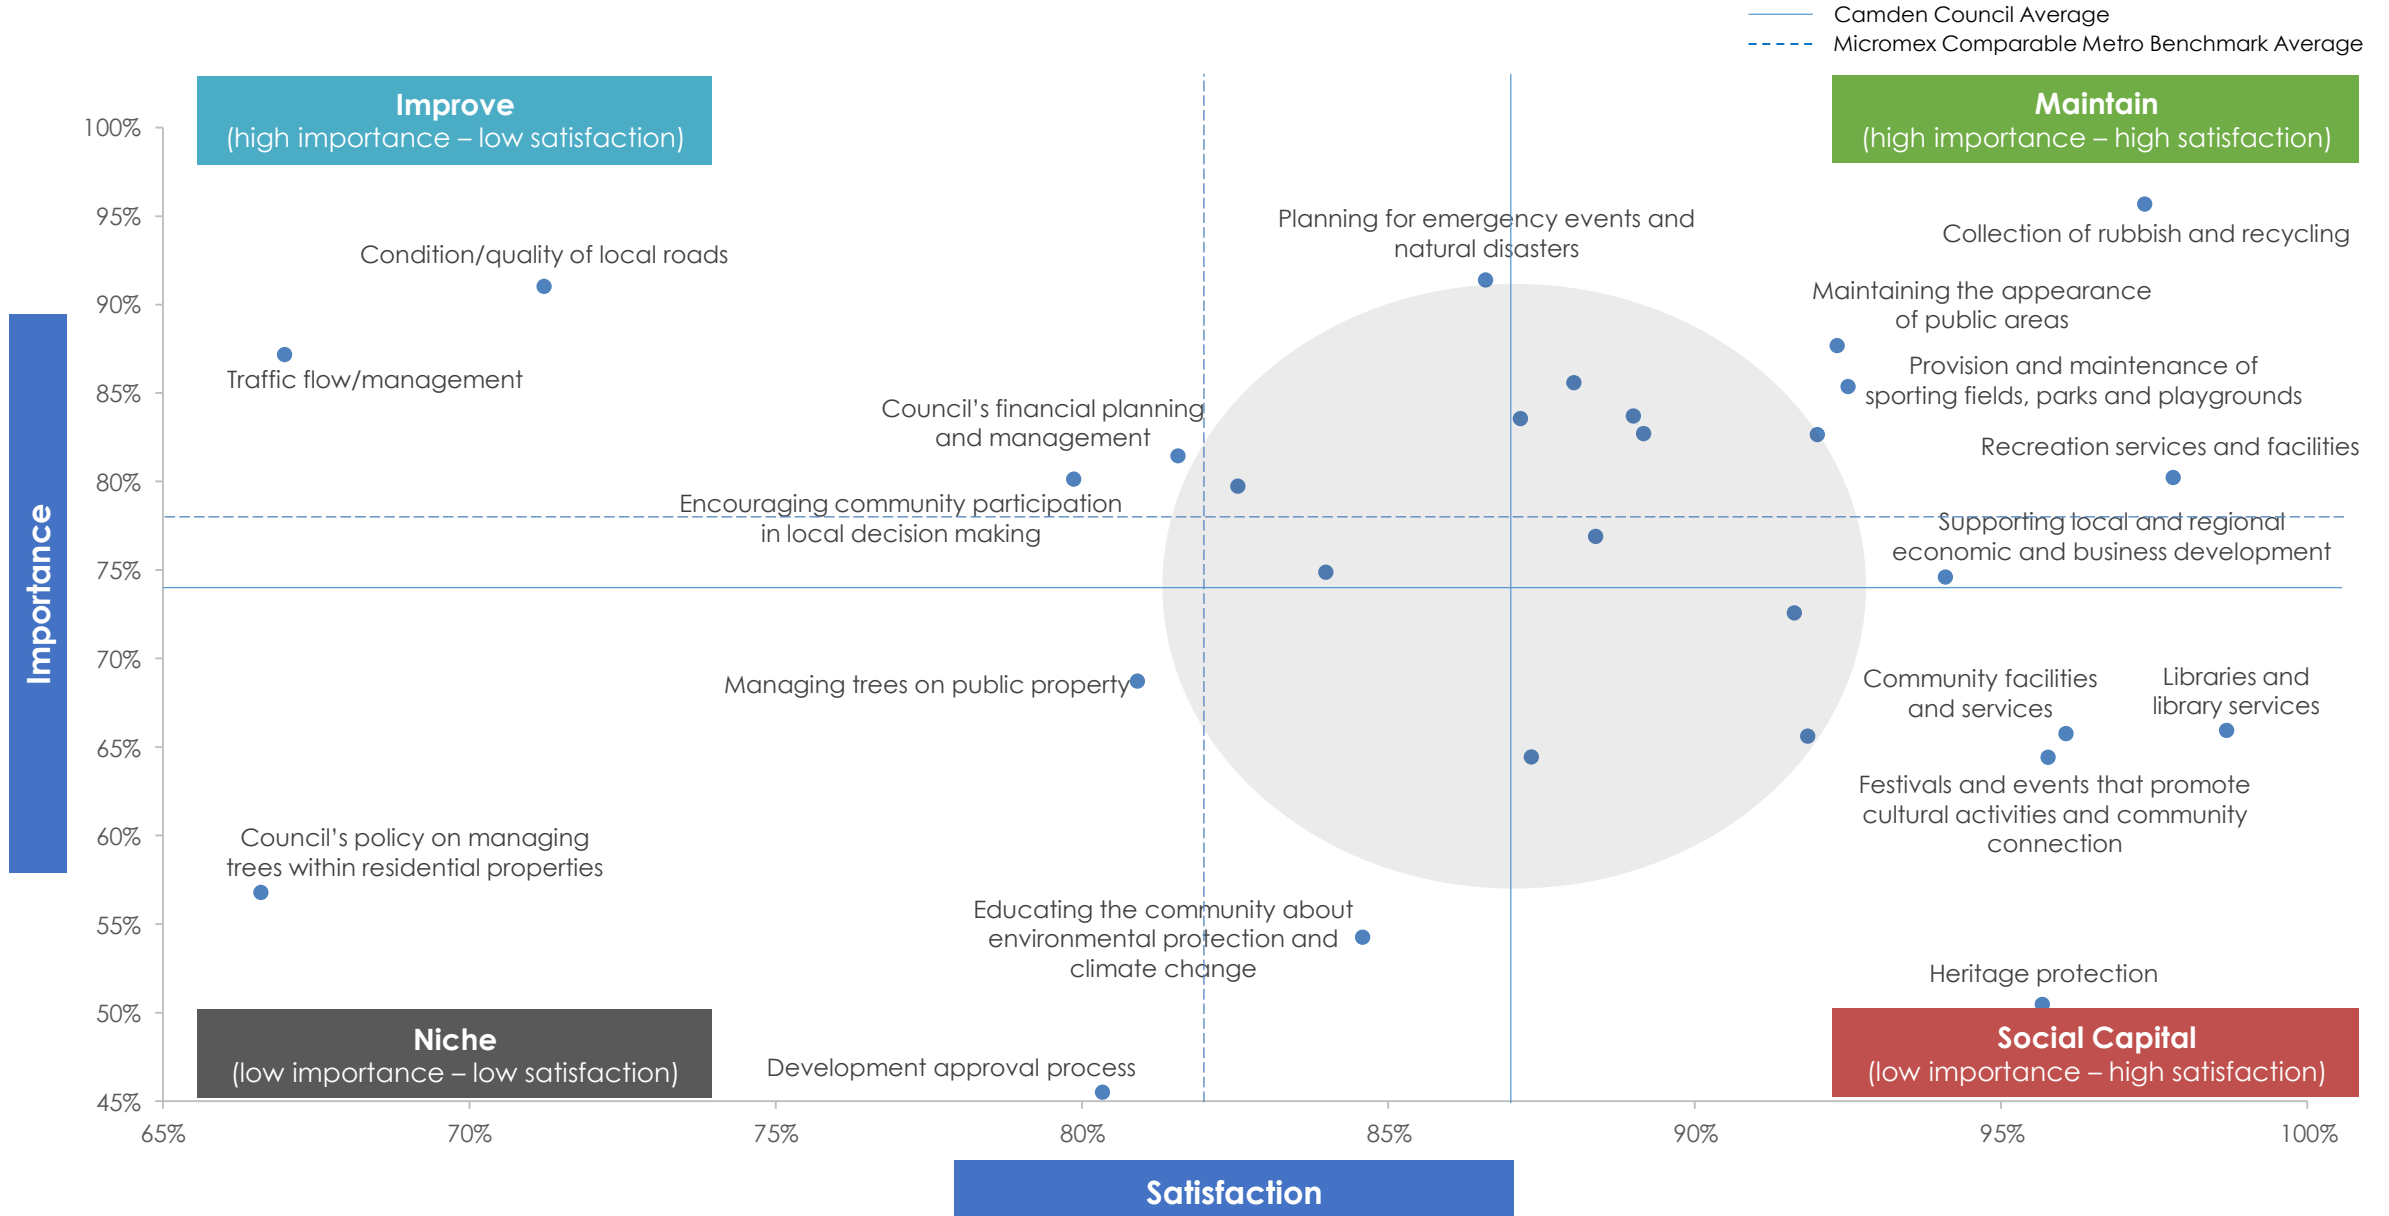 Camden Council Average
Micromex Comparable Metro Benchmark Average
Improve
(high importance – low satisfaction)
Maintain
(high importance – high satisfaction)
100%
95%
90%
85%
80%
75%
70%
65%
60%
55%
50%
45%
Importance
Planning for emergency events and
natural disasters
Collection of rubbish and recycling
Condition/quality of local roads
Maintaining the appearance
of public areas
Traffic flow/management
Provision and maintenance of
sporting fields, parks and playgrounds
Council’s financial planning
and management
Recreation services and facilities
Encouraging community participation
in local decision making
Supporting local and regional
economic and business development
Managing trees on public property
Community facilities
and services
Libraries and
library services
Festivals and events that promote
cultural activities and community
connection
Council’s policy on managing
trees within residential properties
Educating the community about
environmental protection and
climate change
Heritage protection
Niche
(low importance – low satisfaction)
Social Capital
(low importance – high satisfaction)
Development approval process
65%
70%
75%
80%
85%
90%
95%
100%
Satisfaction